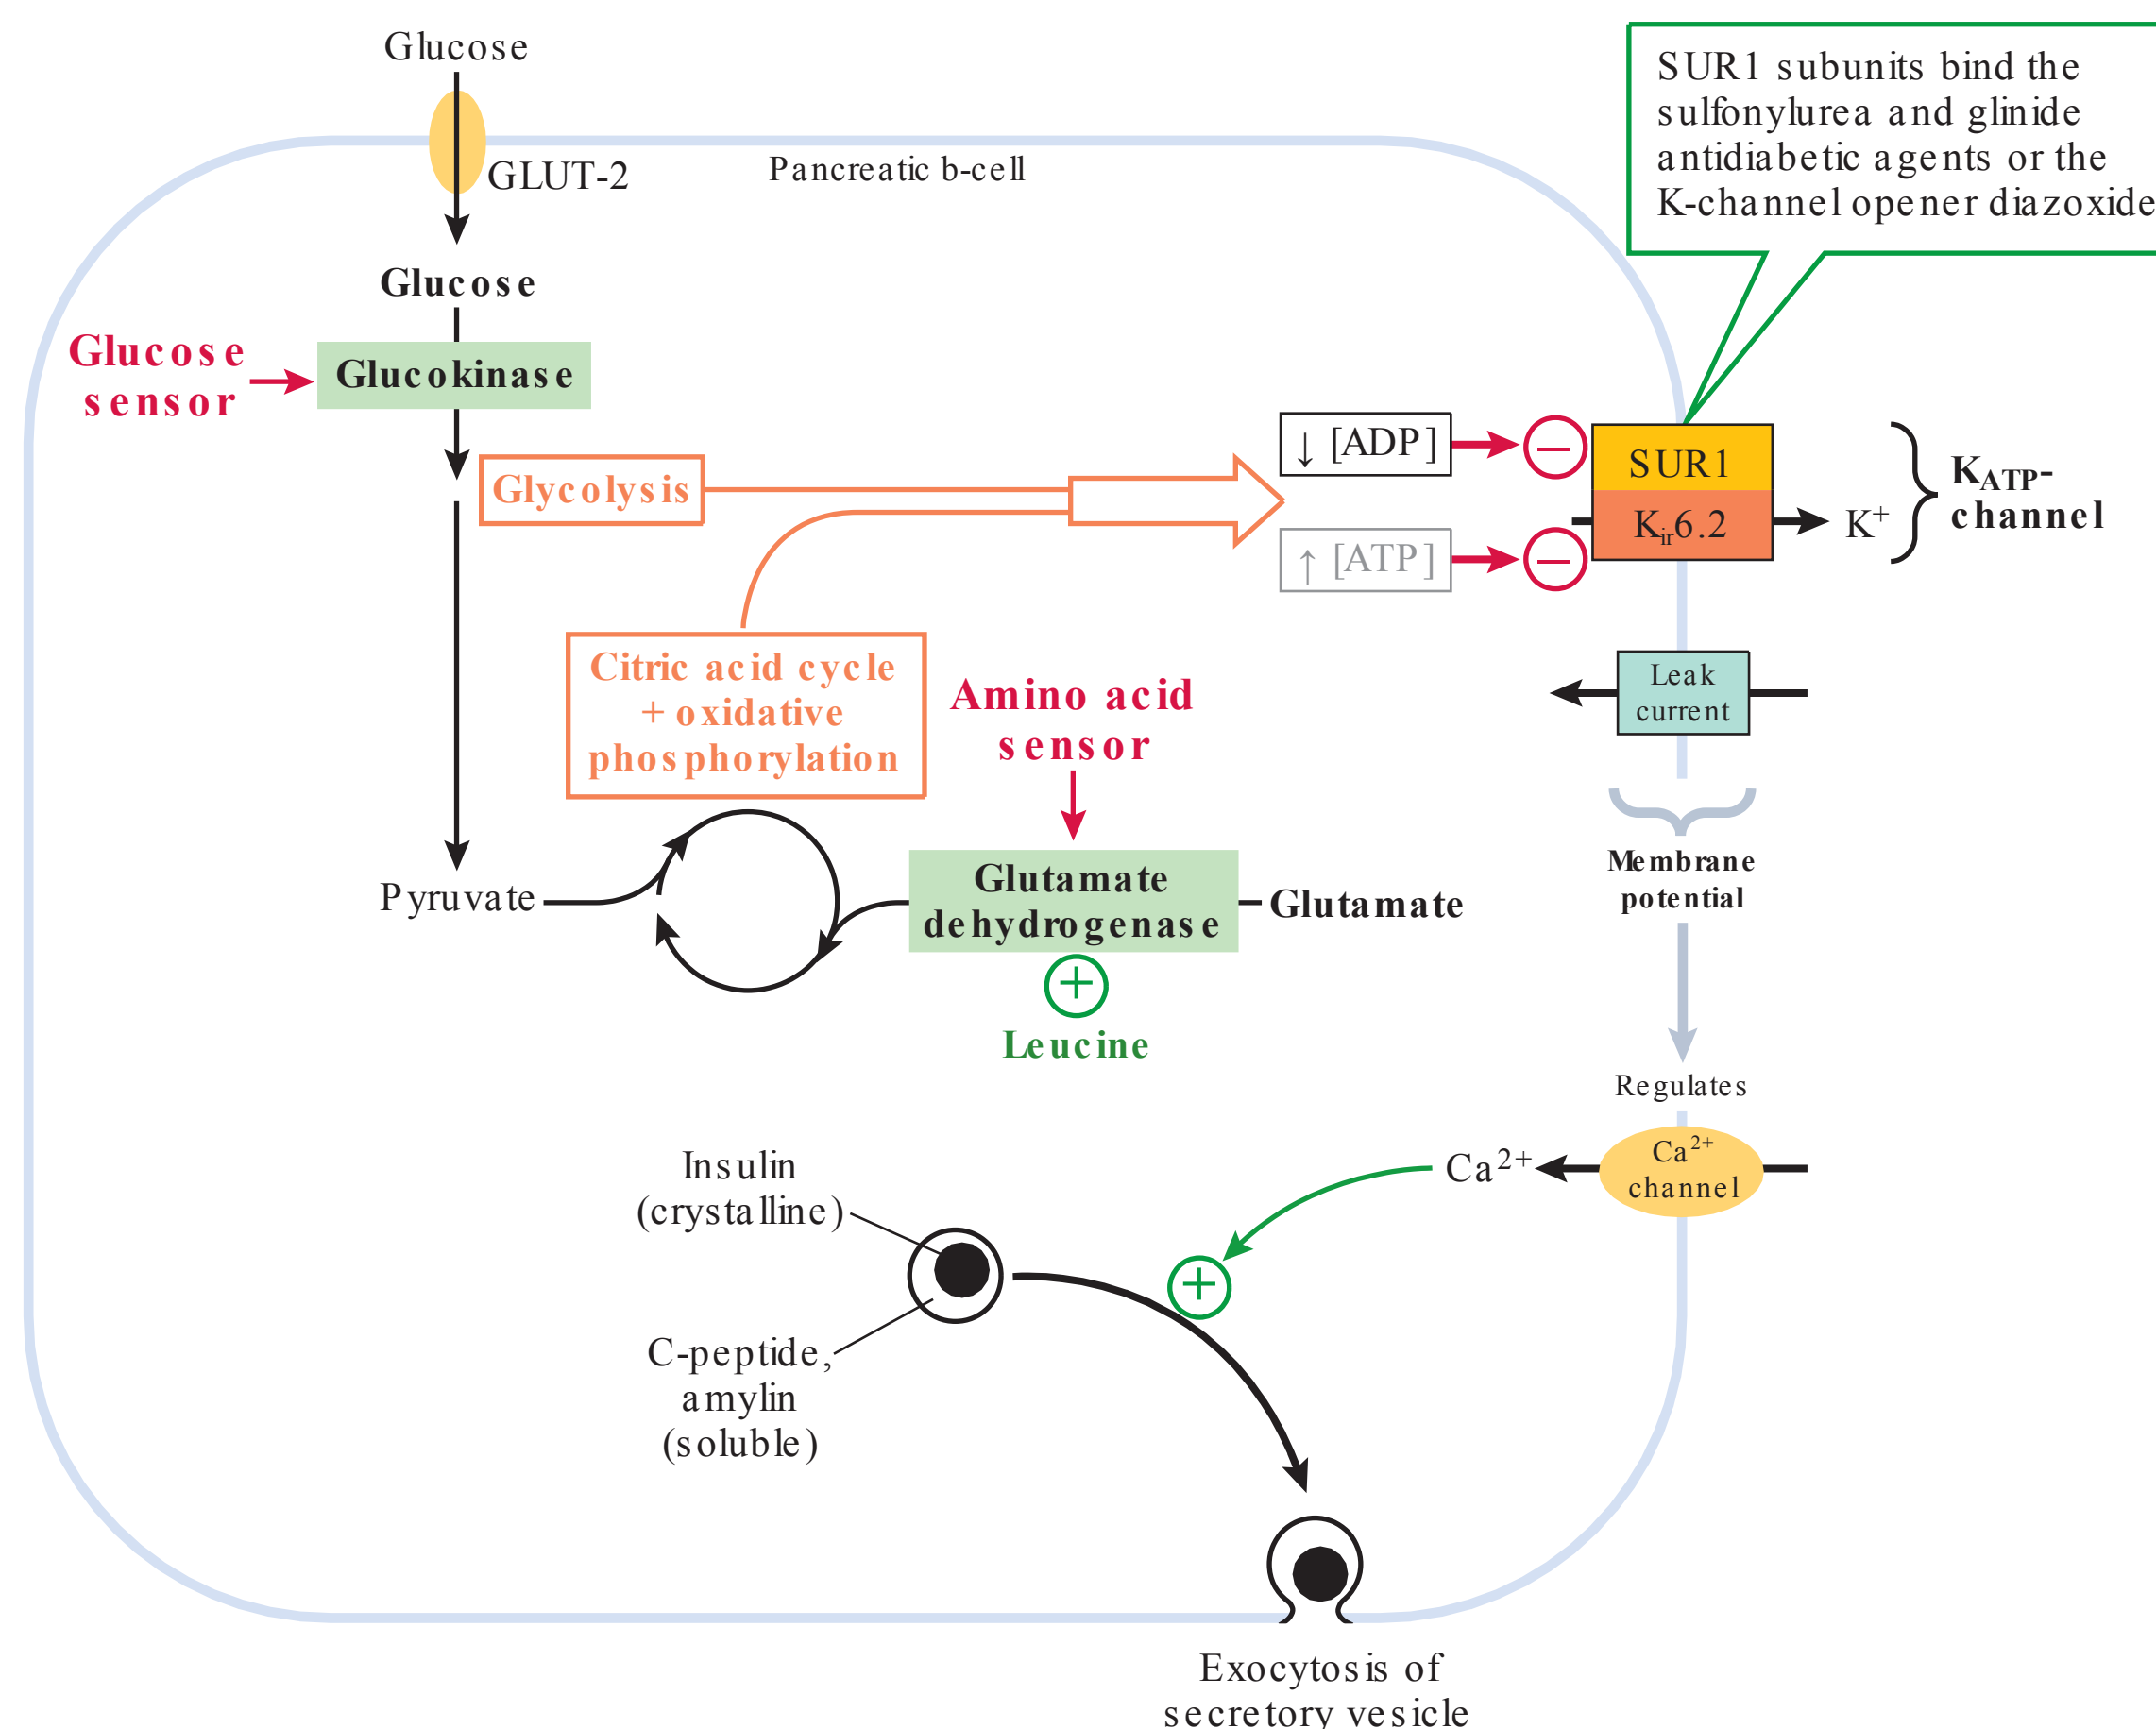 Glucose
GLUT-2
Pancreatic b-cell
SUR1 subunits bind the
sulfonylurea and glinide
antidiabetic agents or the
K-channel opener diazoxide
Glucose
Glucose
sensor
Glucokinase
Glycolysis
↓ [ADP]
−
SUR1
↑ [ATP]
−
Kir6.2
K+
KATP-
channel
Citric acid cycle
+ oxidative
phosphorylation
Amino acid
sensor
Leak
current
Membrane
potential
Pyruvate
Glutamate
dehydrogenase
Glutamate
+
Leucine
Regulates
Ca2+
channel
Ca2+
Insulin
(crystalline)
+
C-peptide,
amylin
(soluble)
Exocytosis of
secretory vesicle